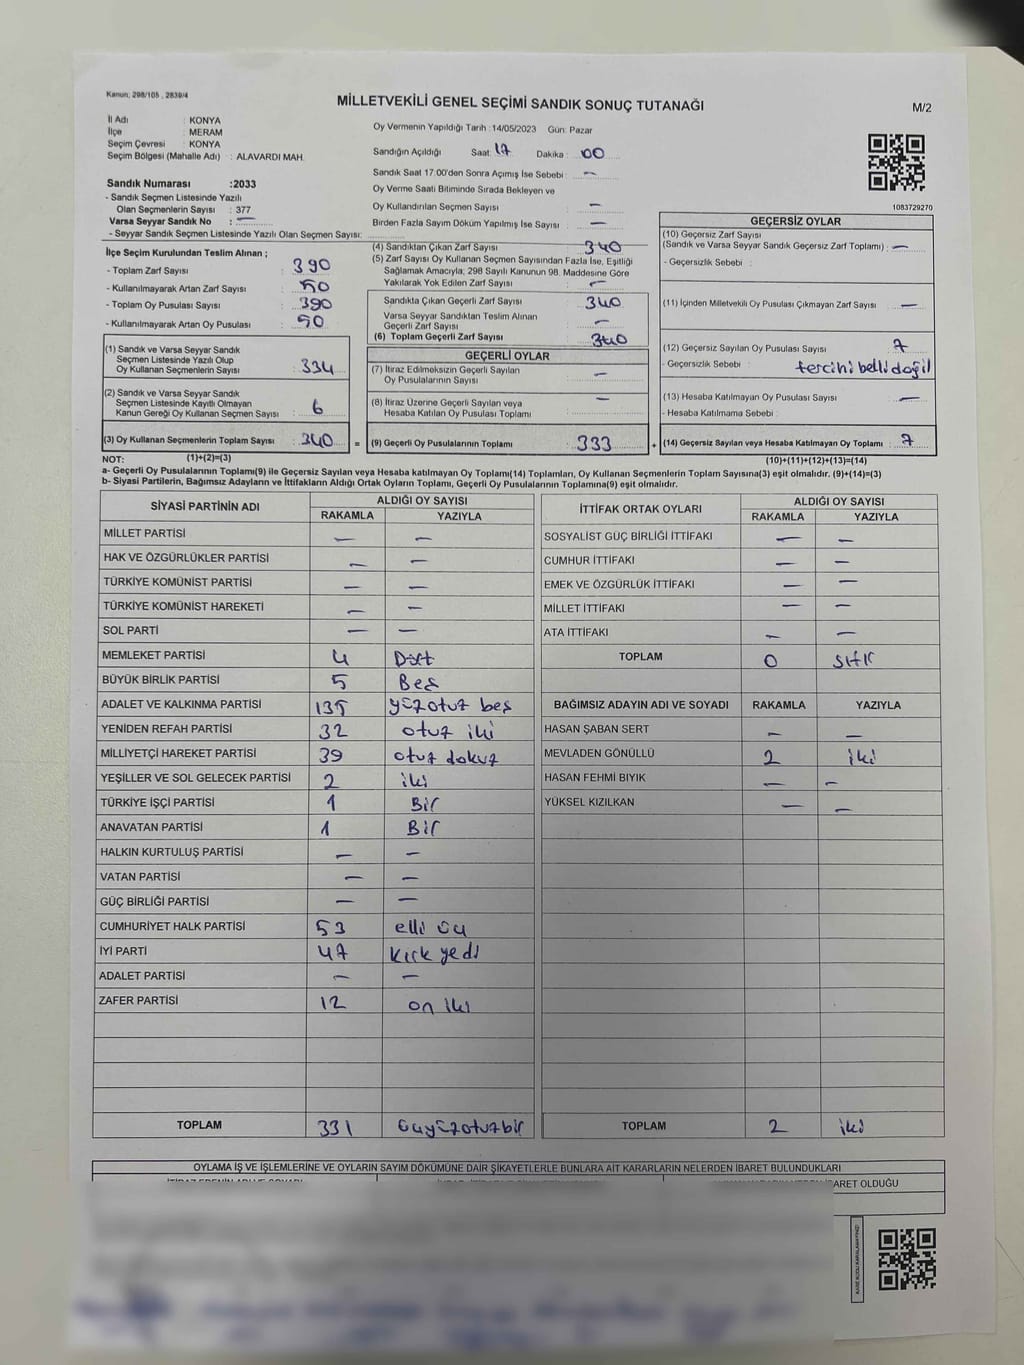 Kanun; 298/105 , 2839/4
MİLLETVEKİLİ GENEL SEÇİMİ SANDIK SONUÇ TUTANAĞI
M/2
İl Adı : KONYA
İlçe : MERAM
Seçim Çevresi : KONYA
Seçim Bölgesi (Mahalle Adı) : ALAVARDI MAH.
Sandık Numarası :2033
- Sandık Seçmen Listesinde Yazılı
Olan Seçmenlerin Sayısı : 377
Varsa Seyyar Sandık No : —
- Seyyar Sandık Seçmen Listesinde Yazılı Olan Seçmen Sayısı:
Oy Vermenin Yapıldığı Tarih :14/05/2023 Gün: Pazar
Sandığın Açıldığı Saat: 17 Dakika : 00
Sandık Saat 17:00'den Sonra Açımış İse Sebebi : —
Oy Verme Saati Bitiminde Sırada Bekleyen ve
Oy Kullandırılan Seçmen Sayısı —
Birden Fazla Sayım Döküm Yapılmış İse Sayısı : —
1083729270
İlçe Seçim Kurulundan Teslim Alınan ;
- Toplam Zarf Sayısı : 390
- Kullanılmayarak Artan Zarf Sayısı : 50
- Toplam Oy Pusulası Sayısı : 390
- Kullanılmayarak Artan Oy Pusulası : 50
(1) Sandık ve Varsa Seyyar Sandık
Seçmen Listesinde Yazılı Olup
Oy Kullanan Seçmenlerin Sayısı : 334
(2) Sandık ve Varsa Seyyar Sandık
Seçmen Listesinde Kayıtlı Olmayan
Kanun Gereği Oy Kullanan Seçmen Sayısı : 6
(3) Oy Kullanan Seçmenlerin Toplam Sayısı : 340
(4) Sandıktan Çıkan Zarf Sayısı : 340
(5) Zarf Sayısı Oy Kullanan Seçmen Sayısından Fazla İse, Eşitliği
Sağlamak Amacıyla; 298 Sayılı Kanunun 98. Maddesine Göre
Yakılarak Yok Edilen Zarf Sayısı : —
Sandıkta Çıkan Geçerli Zarf Sayısı : 340
Varsa Seyyar Sandıktan Teslim Alınan
Geçerli Zarf Sayısı : —
(6) Toplam Geçerli Zarf Sayısı : 340
GEÇERLİ OYLAR
(7) İtiraz Edilmeksizin Geçerli Sayılan
Oy Pusulalarının Sayısı : —
(8) İtiraz Üzerine Geçerli Sayılan veya
Hesaba Katılan Oy Pusulası Toplamı : —
= (9) Geçerli Oy Pusulalarının Toplamı : 333
GEÇERSİZ OYLAR
(10) Geçersiz Zarf Sayısı
(Sandık ve Varsa Seyyar Sandık Geçersiz Zarf Toplamı) : —
- Geçersizlik Sebebi :
(11) İçinden Milletvekili Oy Pusulası Çıkmayan Zarf Sayısı : —
(12) Geçersiz Sayılan Oy Pusulası Sayısı : 7
- Geçersizlik Sebebi : tercihi belli değil
(13) Hesaba Katılmayan Oy Pusulası Sayısı : —
- Hesaba Katılmama Sebebi :
+ (14) Geçersiz Sayılan veya Hesaba Katılmayan Oy Toplamı : 7
NOT: (1)+(2)=(3)
(10)+(11)+(12)+(13)=(14)
a- Geçerli Oy Pusulalarının Toplamı(9) ile Geçersiz Sayılan veya Hesaba katılmayan Oy Toplamı(14) Toplamları, Oy Kullanan Seçmenlerin Toplam Sayısına(3) eşit olmalıdır. (9)+(14)=(3)
b- Siyasi Partilerin, Bağımsız Adayların ve İttifakların Aldığı Ortak Oyların Toplamı, Geçerli Oy Pusulalarının Toplamına(9) eşit olmalıdır.
SİYASİ PARTİNİN ADI ALDIĞI OY SAYISI
RAKAMLA YAZIYLA
MİLLET PARTİSİ — —
HAK VE ÖZGÜRLÜKLER PARTİSİ — —
TÜRKİYE KOMÜNİST PARTİSİ — —
TÜRKİYE KOMÜNİST HAREKETİ — —
SOL PARTİ — —
MEMLEKET PARTİSİ 4 Dört
BÜYÜK BİRLİK PARTİSİ 5 Beş
ADALET VE KALKINMA PARTİSİ 135 yüzotuz beş
YENİDEN REFAH PARTİSİ 32 otuz iki
MİLLİYETÇİ HAREKET PARTİSİ 39 otuz dokuz
YEŞİLLER VE SOL GELECEK PARTİSİ 2 iki
TÜRKİYE İŞÇİ PARTİSİ 1 Bir
ANAVATAN PARTİSİ 1 Bir
HALKIN KURTULUŞ PARTİSİ — —
VATAN PARTİSİ — —
GÜÇ BİRLİĞİ PARTİSİ — —
CUMHURİYET HALK PARTİSİ 53 elli üç
İYİ PARTİ 47 kırk yedi
ADALET PARTİSİ — —
ZAFER PARTİSİ 12 on iki
TOPLAM 331 üçyüzotuzbir
İTTİFAK ORTAK OYLARI ALDIĞI OY SAYISI
RAKAMLA YAZIYLA
SOSYALİST GÜÇ BİRLİĞİ İTTİFAKI — —
CUMHUR İTTİFAKI — —
EMEK VE ÖZGÜRLÜK İTTİFAKI — —
MİLLET İTTİFAKI — —
ATA İTTİFAKI — —
TOPLAM 0 sıfır
BAĞIMSIZ ADAYIN ADI VE SOYADI RAKAMLA YAZIYLA
HASAN ŞABAN SERT — —
MEVLADEN GÖNÜLLÜ 2 iki
HASAN FEHMİ BIYIK — —
YÜKSEL KIZILKAN — —
TOPLAM 2 iki
OYLAMA İŞ VE İŞLEMLERİNE VE OYLARIN SAYIM DÖKÜMÜNE DAİR ŞİKAYETLERLE BUNLARA AİT KARARLARIN NELERDEN İBARET BULUNDUKLARI
İBARET OLDUĞU